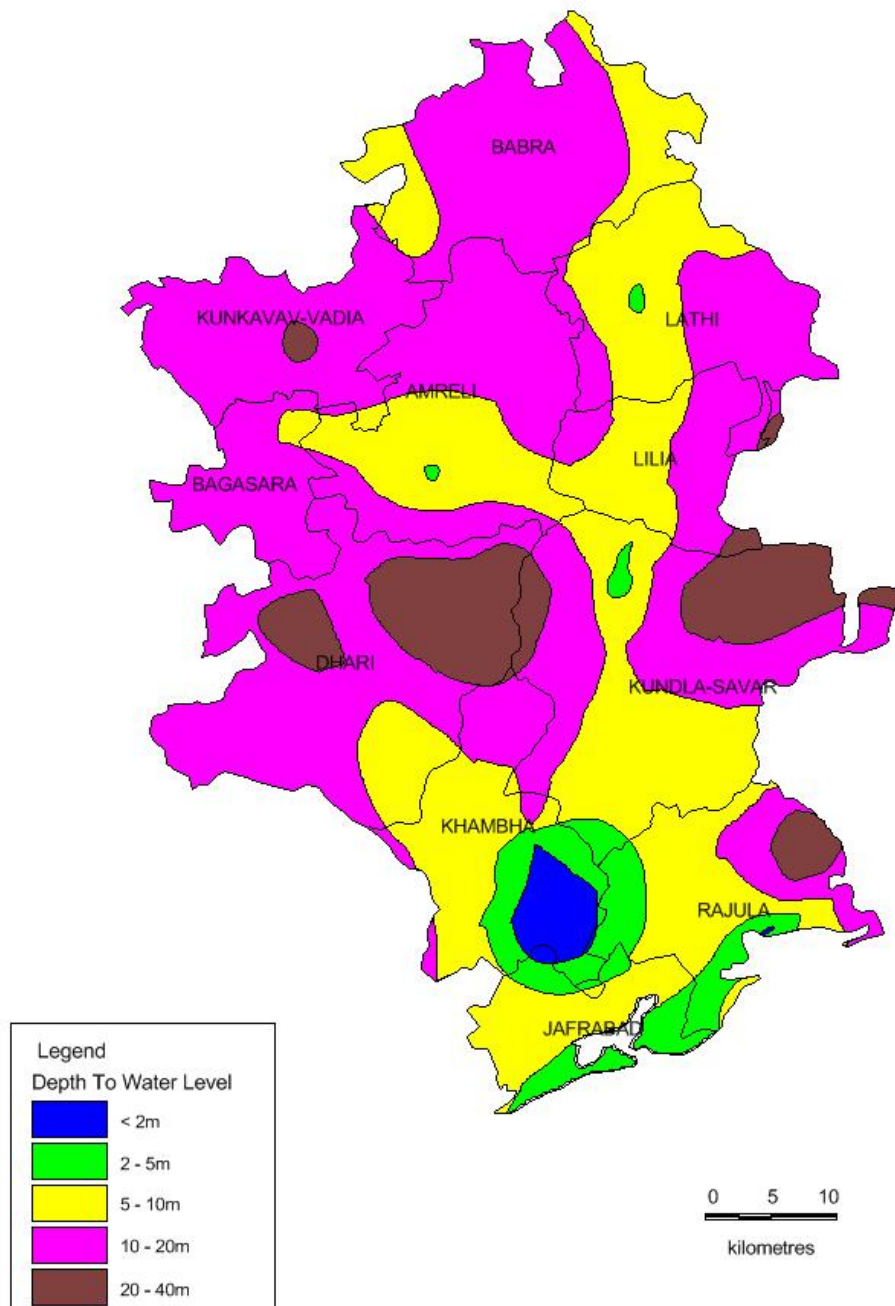 BABRA
KUNKAVAV-VADIA
LATHI
AMRELI
LILIA
BAGASARA
DHARI
KUNDLA-SAVAR
KHAMBHA
RAJULA
JAFRABAD
Legend
Depth To Water Level
< 2m
2 - 5m
5 - 10m
10 - 20m
20 - 40m
0 5 10
kilometres